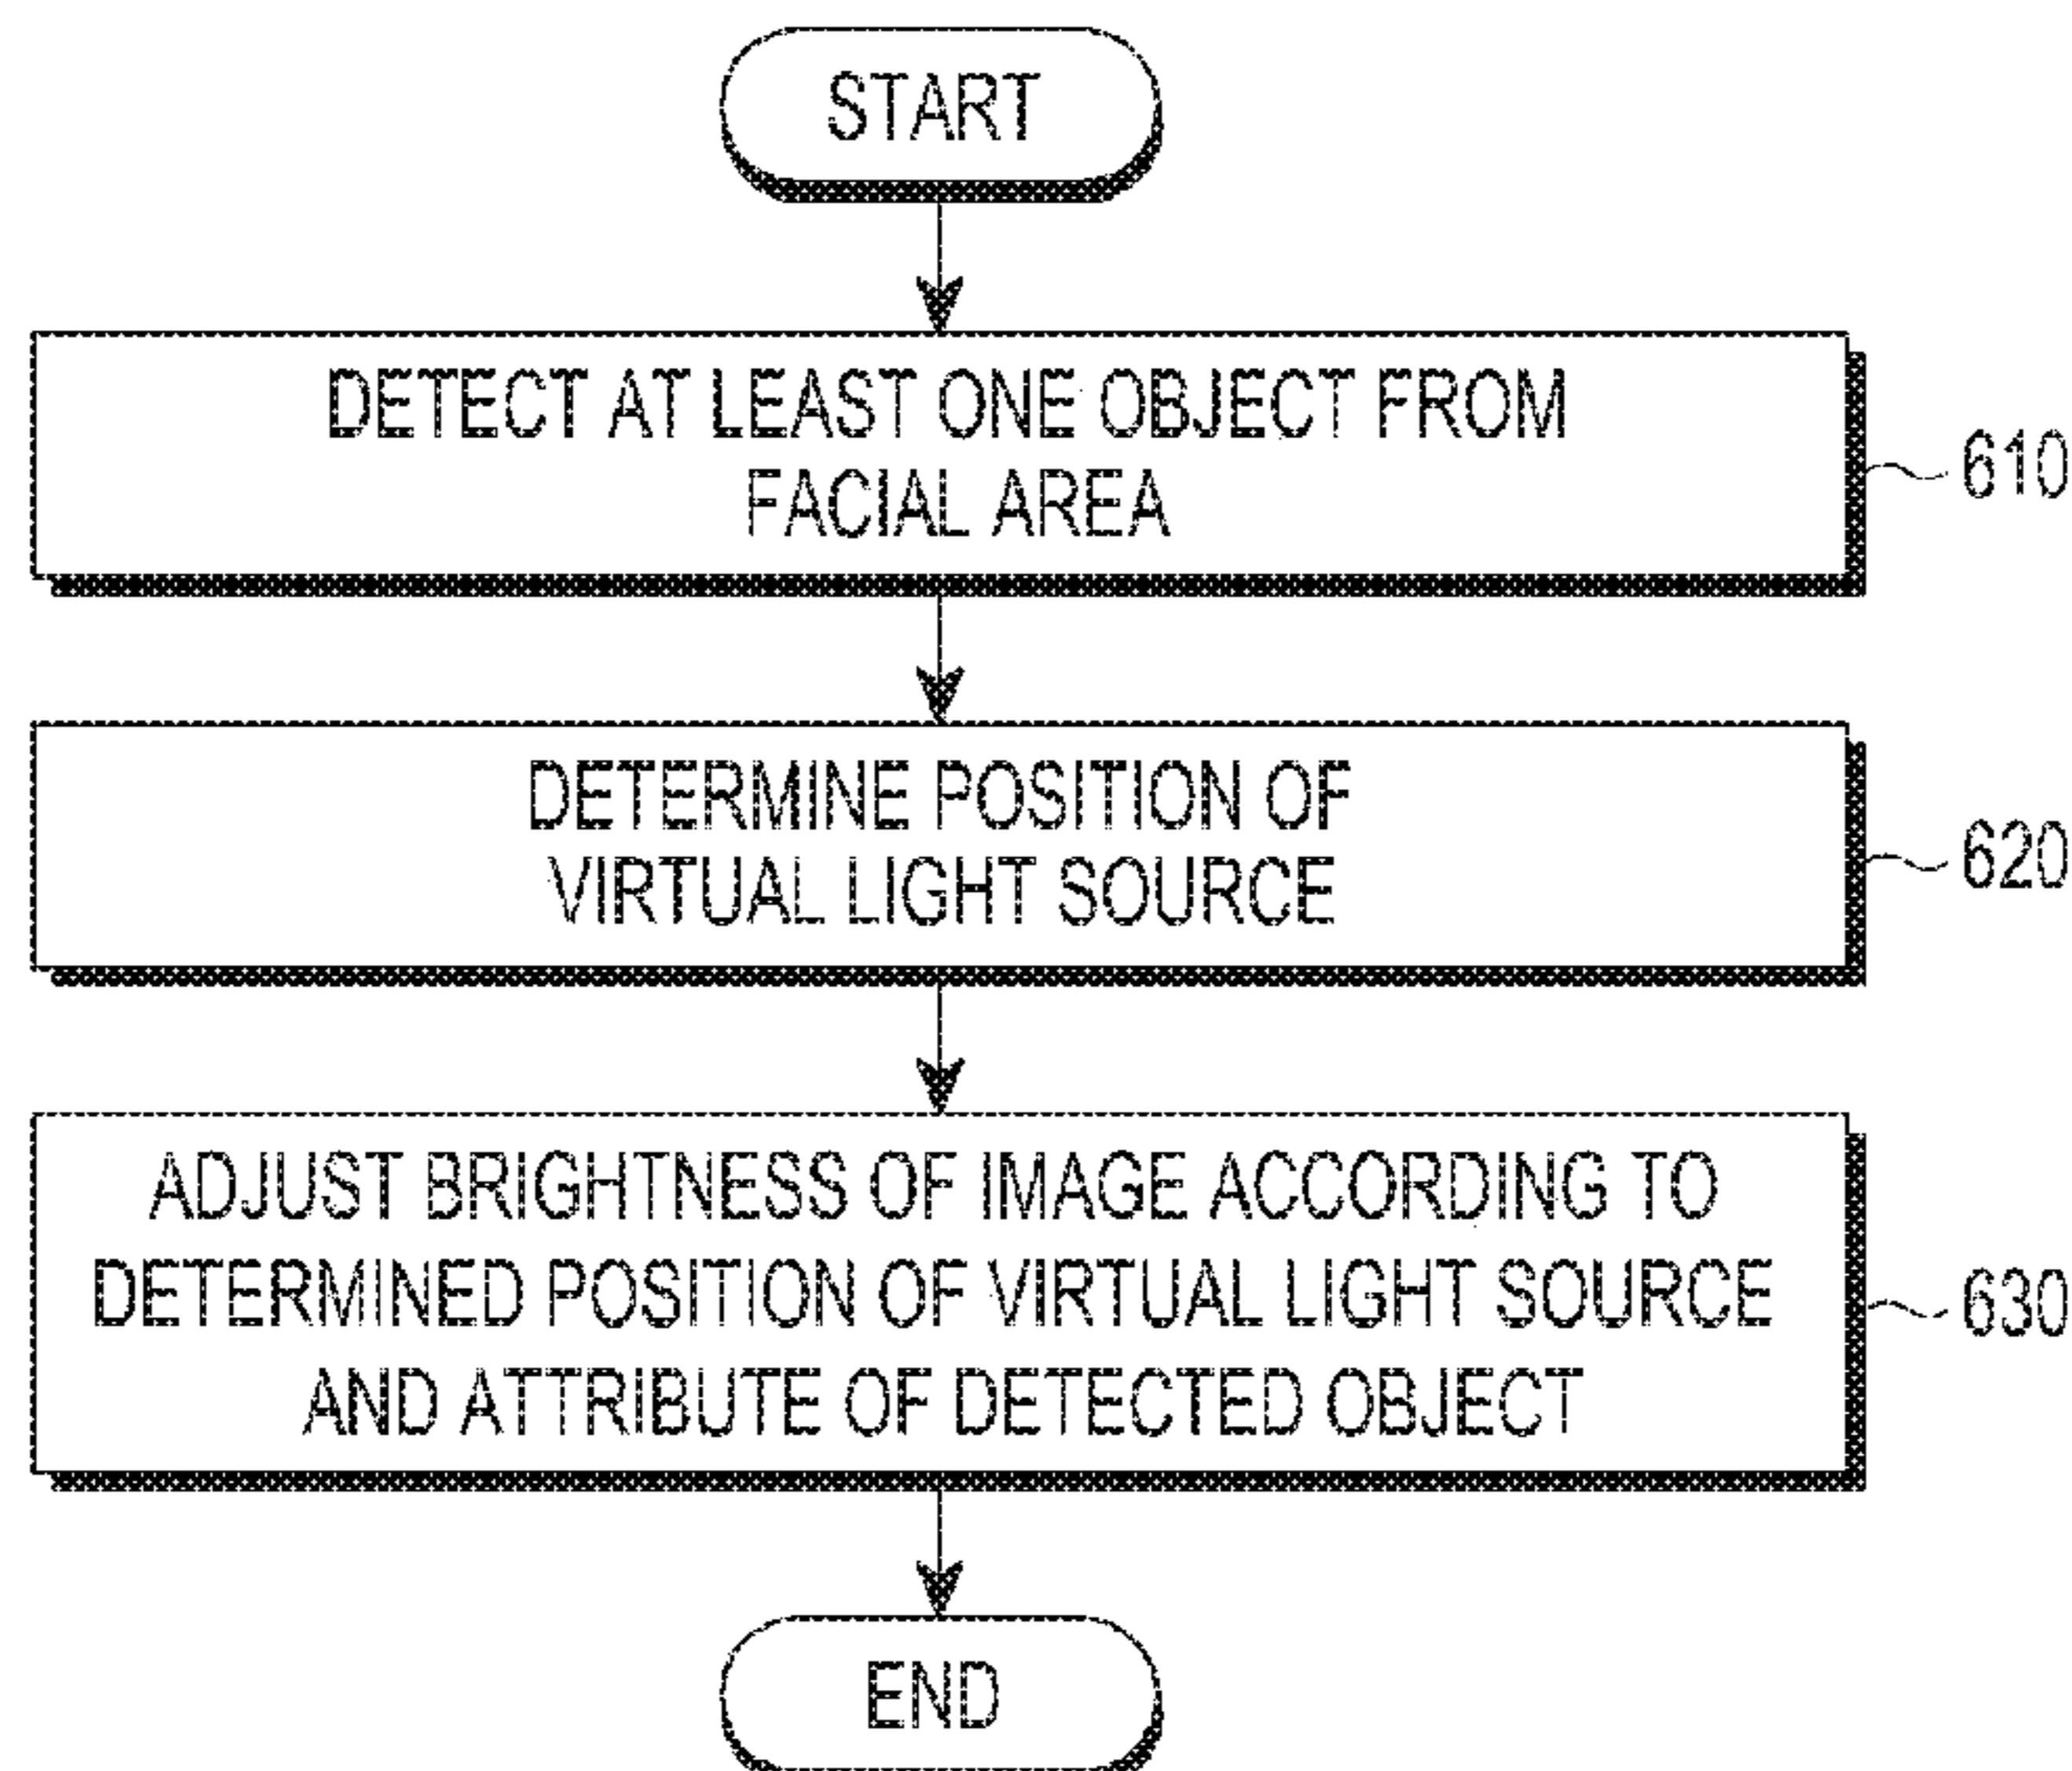 START
DETECT AT LEAST ONE OBJECT FROM
FACIAL AREA
610
DETERMINE POSITION OF
VIRTUAL LIGHT SOURCE
620
ADJUST BRIGHTNESS OF IMAGE ACCORDING TO
DETERMINED POSITION OF VIRTUAL LIGHT SOURCE
AND ATTRIBUTE OF DETECTED OBJECT
630
END